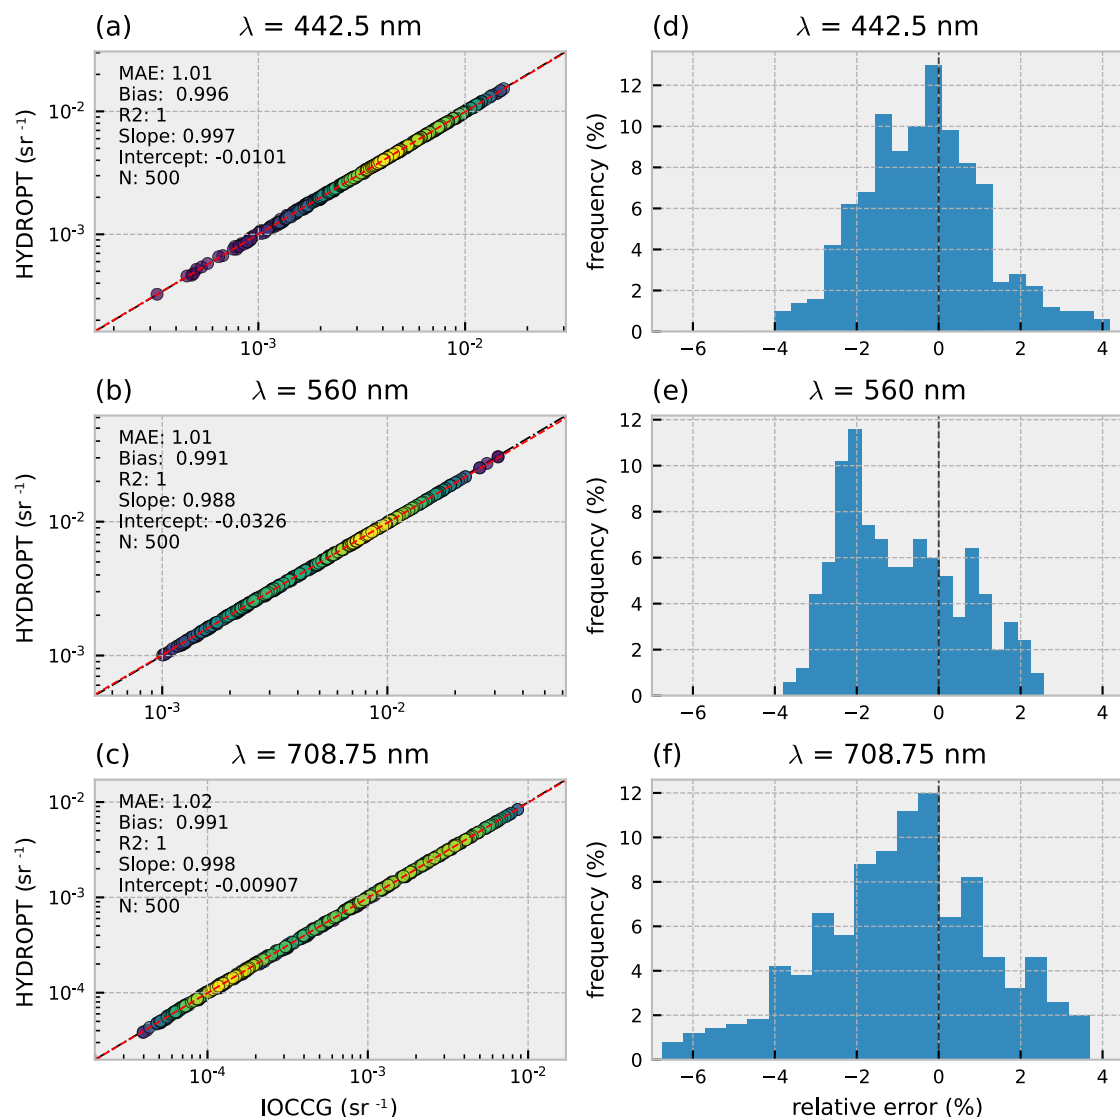 (a) λ = 442.5 nm
HYDROPT (sr ⁻¹)
10⁻²
10⁻³
MAE: 1.01
Bias:  0.996
R2: 1
Slope: 0.997
Intercept: -0.0101
N: 500
10⁻³ 10⁻²
(d) λ = 442.5 nm
frequency (%)
12
10
8
6
4
2
0
−6 −4 −2 0 2 4
(b) λ = 560 nm
HYDROPT (sr ⁻¹)
10⁻²
10⁻³
MAE: 1.01
Bias:  0.991
R2: 1
Slope: 0.988
Intercept: -0.0326
N: 500
10⁻³ 10⁻²
(e) λ = 560 nm
frequency (%)
12
10
8
6
4
2
0
−6 −4 −2 0 2 4
(c) λ = 708.75 nm
HYDROPT (sr ⁻¹)
10⁻²
10⁻³
10⁻⁴
MAE: 1.02
Bias:  0.991
R2: 1
Slope: 0.998
Intercept: -0.00907
N: 500
10⁻⁴ 10⁻³ 10⁻²
IOCCG (sr ⁻¹)
(f) λ = 708.75 nm
frequency (%)
12
10
8
6
4
2
0
−6 −4 −2 0 2 4
relative error (%)